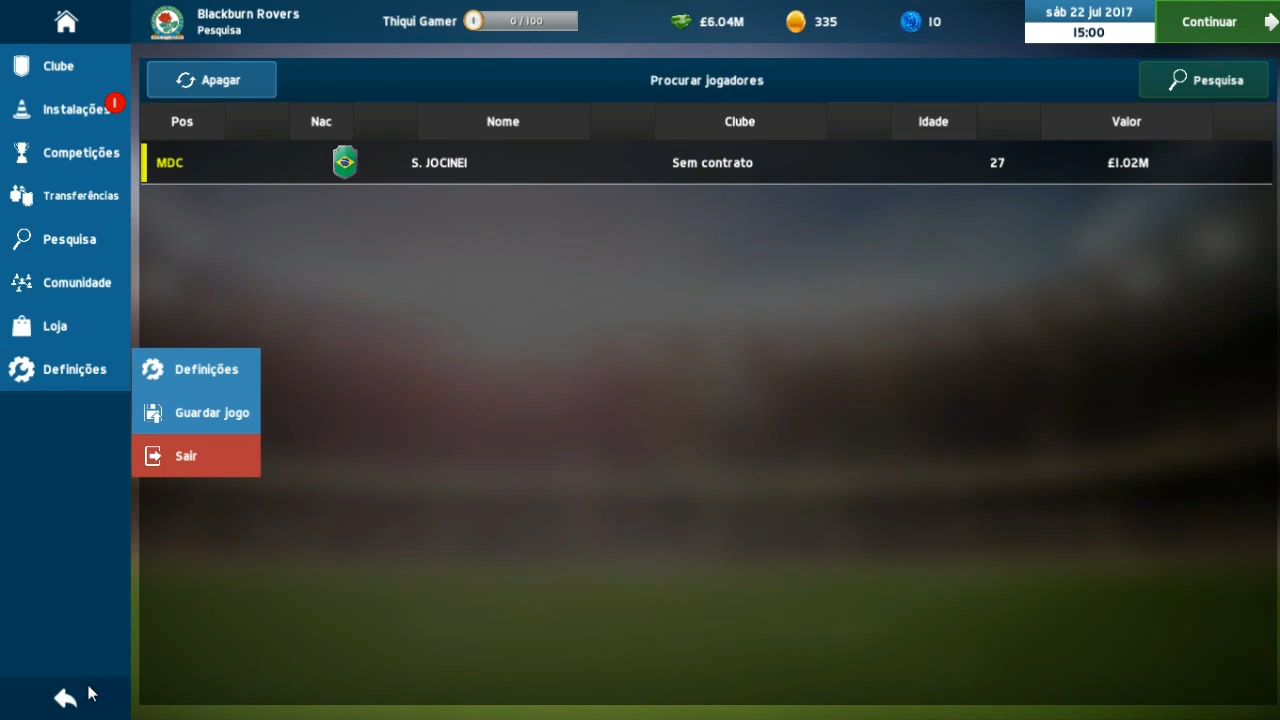 Blackburn Rovers
Pesquisa
Thiqui Gamer
1
0 / 100
£6.04M
335
10
sáb 22 jul 2017
15:00
Continuar
Clube
Instalações
Competições
Transferências
Pesquisa
Comunidade
Loja
Definições
Definições
Guardar jogo
Sair
Apagar
Procurar jogadores
Pesquisa
Pos
Nac
Nome
Clube
Idade
Valor
MDC
S. JOCINEI
Sem contrato
27
£1.02M